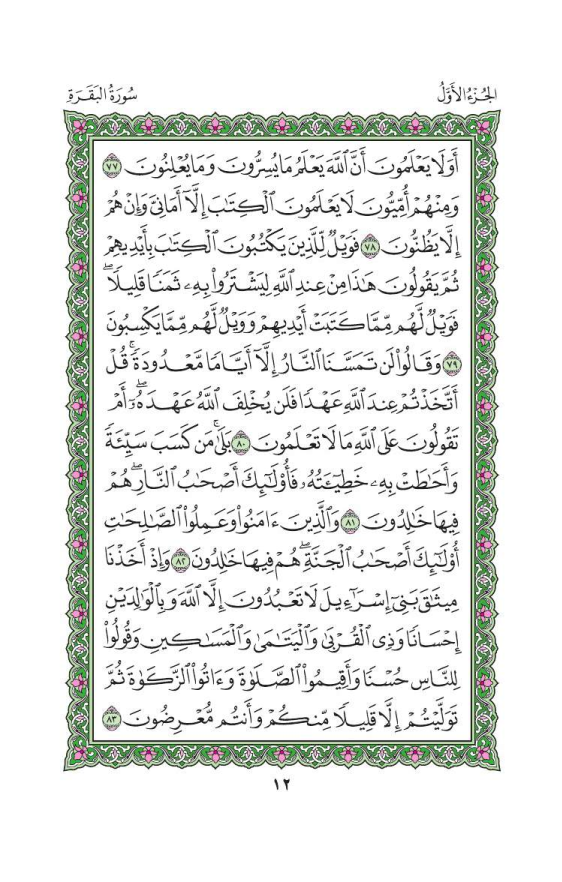 الجُزْءُ الأَوَّلُ
سُورَةُ البَقَرَةِ
أَوَلَا يَعْلَمُونَ أَنَّ ٱللَّهَ يَعْلَمُ مَا يُسِرُّونَ وَمَا يُعْلِنُونَ ٧٧
وَمِنْهُمْ أُمِّيُّونَ لَا يَعْلَمُونَ ٱلْكِتَٰبَ إِلَّآ أَمَانِىَّ وَإِنْ هُمْ
إِلَّا يَظُنُّونَ ٧٨ فَوَيْلٌ لِّلَّذِينَ يَكْتُبُونَ ٱلْكِتَٰبَ بِأَيْدِيهِمْ
ثُمَّ يَقُولُونَ هَٰذَا مِنْ عِندِ ٱللَّهِ لِيَشْتَرُوا۟ بِهِۦ ثَمَنًا قَلِيلًا ۖ
فَوَيْلٌ لَّهُم مِّمَّا كَتَبَتْ أَيْدِيهِمْ وَوَيْلٌ لَّهُم مِّمَّا يَكْسِبُونَ
٧٩ وَقَالُوا۟ لَن تَمَسَّنَا ٱلنَّارُ إِلَّآ أَيَّامًا مَّعْدُودَةً ۚ قُلْ
أَتَّخَذْتُمْ عِندَ ٱللَّهِ عَهْدًا فَلَن يُخْلِفَ ٱللَّهُ عَهْدَهُۥٓ ۖ أَمْ
تَقُولُونَ عَلَى ٱللَّهِ مَا لَا تَعْلَمُونَ ٨٠ بَلَىٰ ۚ مَن كَسَبَ سَيِّئَةً
وَأَحَٰطَتْ بِهِۦ خَطِيٓـَٔتُهُۥ فَأُو۟لَٰٓئِكَ أَصْحَٰبُ ٱلنَّارِ ۖ هُمْ
فِيهَا خَٰلِدُونَ ٨١ وَٱلَّذِينَ ءَامَنُوا۟ وَعَمِلُوا۟ ٱلصَّٰلِحَٰتِ
أُو۟لَٰٓئِكَ أَصْحَٰبُ ٱلْجَنَّةِ ۖ هُمْ فِيهَا خَٰلِدُونَ ٨٢ وَإِذْ أَخَذْنَا
مِيثَٰقَ بَنِىٓ إِسْرَٰٓءِيلَ لَا تَعْبُدُونَ إِلَّا ٱللَّهَ وَبِٱلْوَٰلِدَيْنِ
إِحْسَانًا وَذِى ٱلْقُرْبَىٰ وَٱلْيَتَٰمَىٰ وَٱلْمَسَٰكِينِ وَقُولُوا۟
لِلنَّاسِ حُسْنًا وَأَقِيمُوا۟ ٱلصَّلَوٰةَ وَءَاتُوا۟ ٱلزَّكَوٰةَ ثُمَّ
تَوَلَّيْتُمْ إِلَّا قَلِيلًا مِّنكُمْ وَأَنتُم مُّعْرِضُونَ ٨٣
١٢